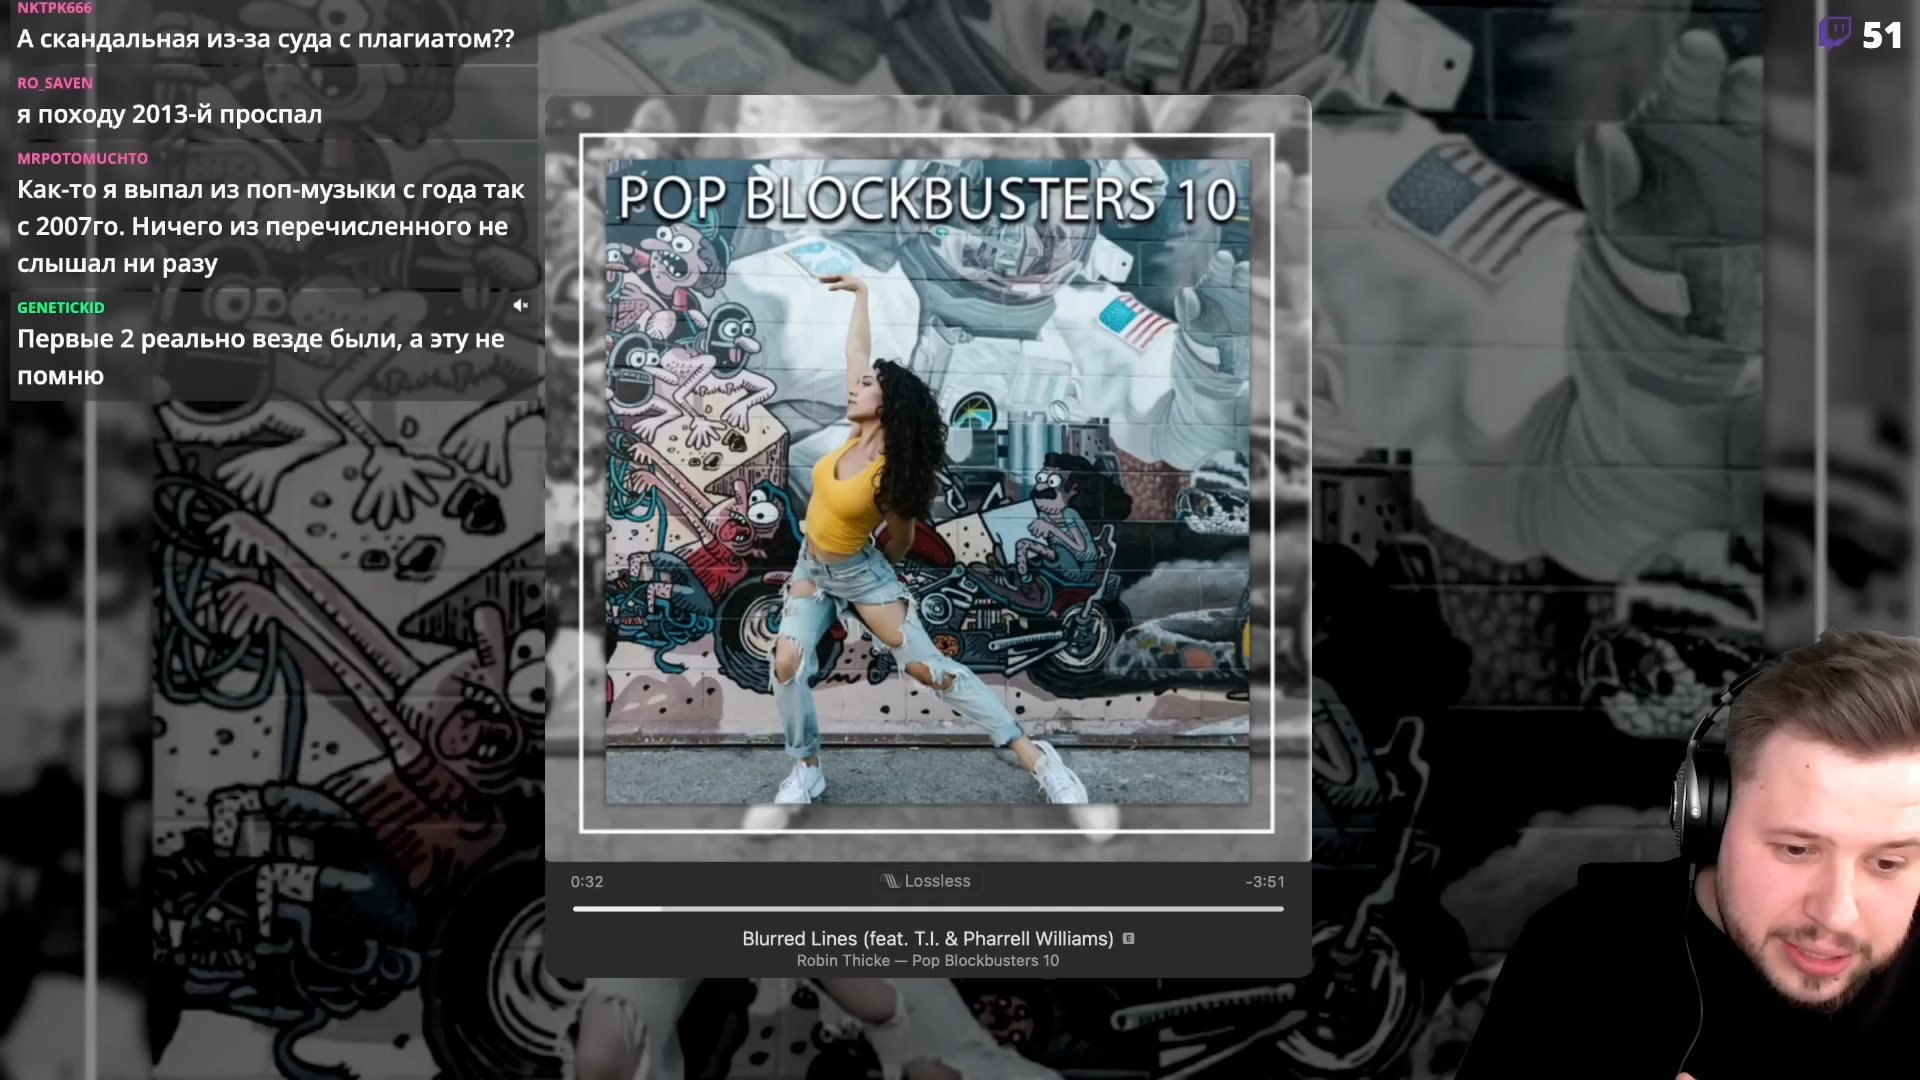 NKTPK666
А скандальная из-за суда с плагиатом??
RO_SAVEN
я походу 2013-й проспал
MRPOTOMUCHTO
Как-то я выпал из поп-музыки с года так
с 2007го. Ничего из перечисленного не
слышал ни разу
GENETICKID
Первые 2 реально везде были, а эту не
помню
51
POP BLOCKBUSTERS 10
0:32
Lossless
-3:51
Blurred Lines (feat. T.I. & Pharrell Williams) E
Robin Thicke — Pop Blockbusters 10